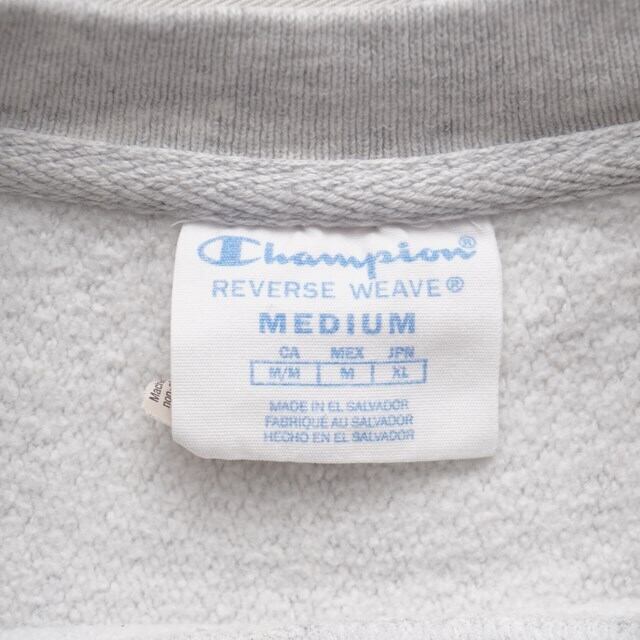 Champion®
REVERSE WEAVE®
MEDIUM
CA MEX JPN
M/M M XL
MADE IN EL SALVADOR
FABRIQUÉ AU SALVADOR
HECHO EN EL SALVADOR